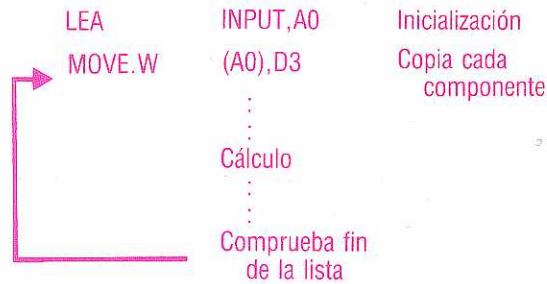 LEA INPUT,A0 Inicialización
MOVE.W (A0),D3 Copia cada
componente
:
:
Cálculo
:
:
Comprueba fin
de la lista